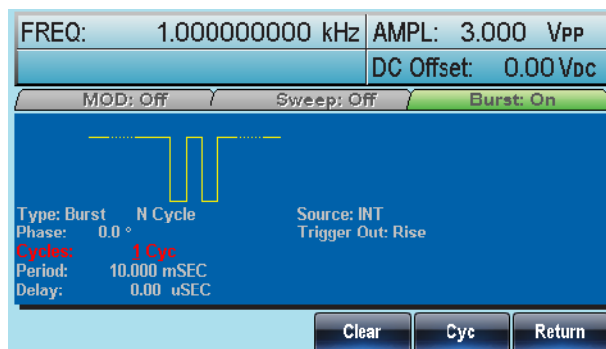 FREQ: 1.000000000 kHz AMPL: 3.000 VPP
DC Offset: 0.00 VDC
MOD: Off Sweep: Off Burst: On
Type: Burst N Cycle Source: INT
Phase: 0.0 ° Trigger Out: Rise
Cycles: 1 Cyc
Period: 10.000 mSEC
Delay: 0.00 uSEC
Clear Cyc Return